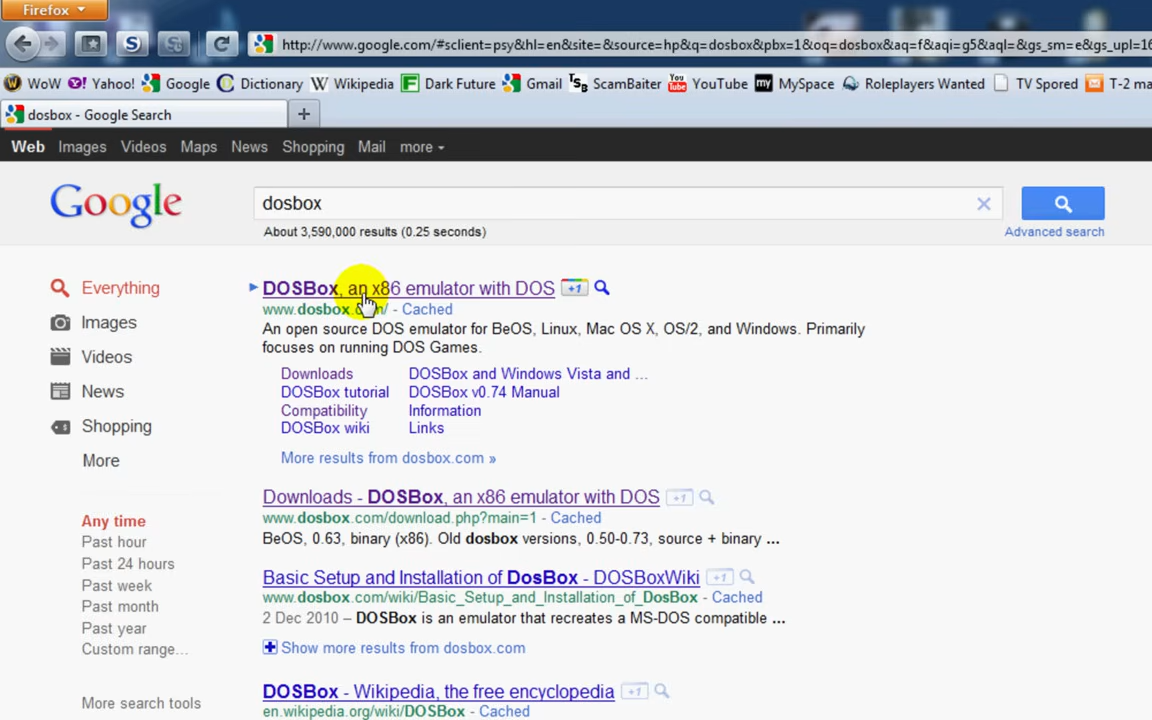 Firefox
http://www.google.com/#sclient=psy&hl=en&site=&source=hp&q=dosbox&pbx=1&oq=dosbox&aq=f&aqi=g5&aql=&gs_sm=e&gs_upl=16
WoW Yahoo! Google Dictionary Wikipedia Dark Future Gmail ScamBaiter YouTube MySpace Roleplayers Wanted TV Spored T-2 ma
dosbox - Google Search
Web Images Videos Maps News Shopping Mail more
Google
dosbox
About 3,590,000 results (0.25 seconds)
Advanced search
Everything
Images
Videos
News
Shopping
More
Any time
Past hour
Past 24 hours
Past week
Past month
Past year
Custom range...
More search tools
DOSBox, an x86 emulator with DOS +1
www.dosbox.com/ - Cached
An open source DOS emulator for BeOS, Linux, Mac OS X, OS/2, and Windows. Primarily
focuses on running DOS Games.
Downloads DOSBox and Windows Vista and ...
DOSBox tutorial DOSBox v0.74 Manual
Compatibility Information
DOSBox wiki Links
More results from dosbox.com »
Downloads - DOSBox, an x86 emulator with DOS +1
www.dosbox.com/download.php?main=1 - Cached
BeOS, 0.63, binary (x86). Old dosbox versions, 0.50-0.73, source + binary ...
Basic Setup and Installation of DosBox - DOSBoxWiki +1
www.dosbox.com/wiki/Basic_Setup_and_Installation_of_DosBox - Cached
2 Dec 2010 – DOSBox is an emulator that recreates a MS-DOS compatible ...
Show more results from dosbox.com
DOSBox - Wikipedia, the free encyclopedia +1
en.wikipedia.org/wiki/DOSBox - Cached